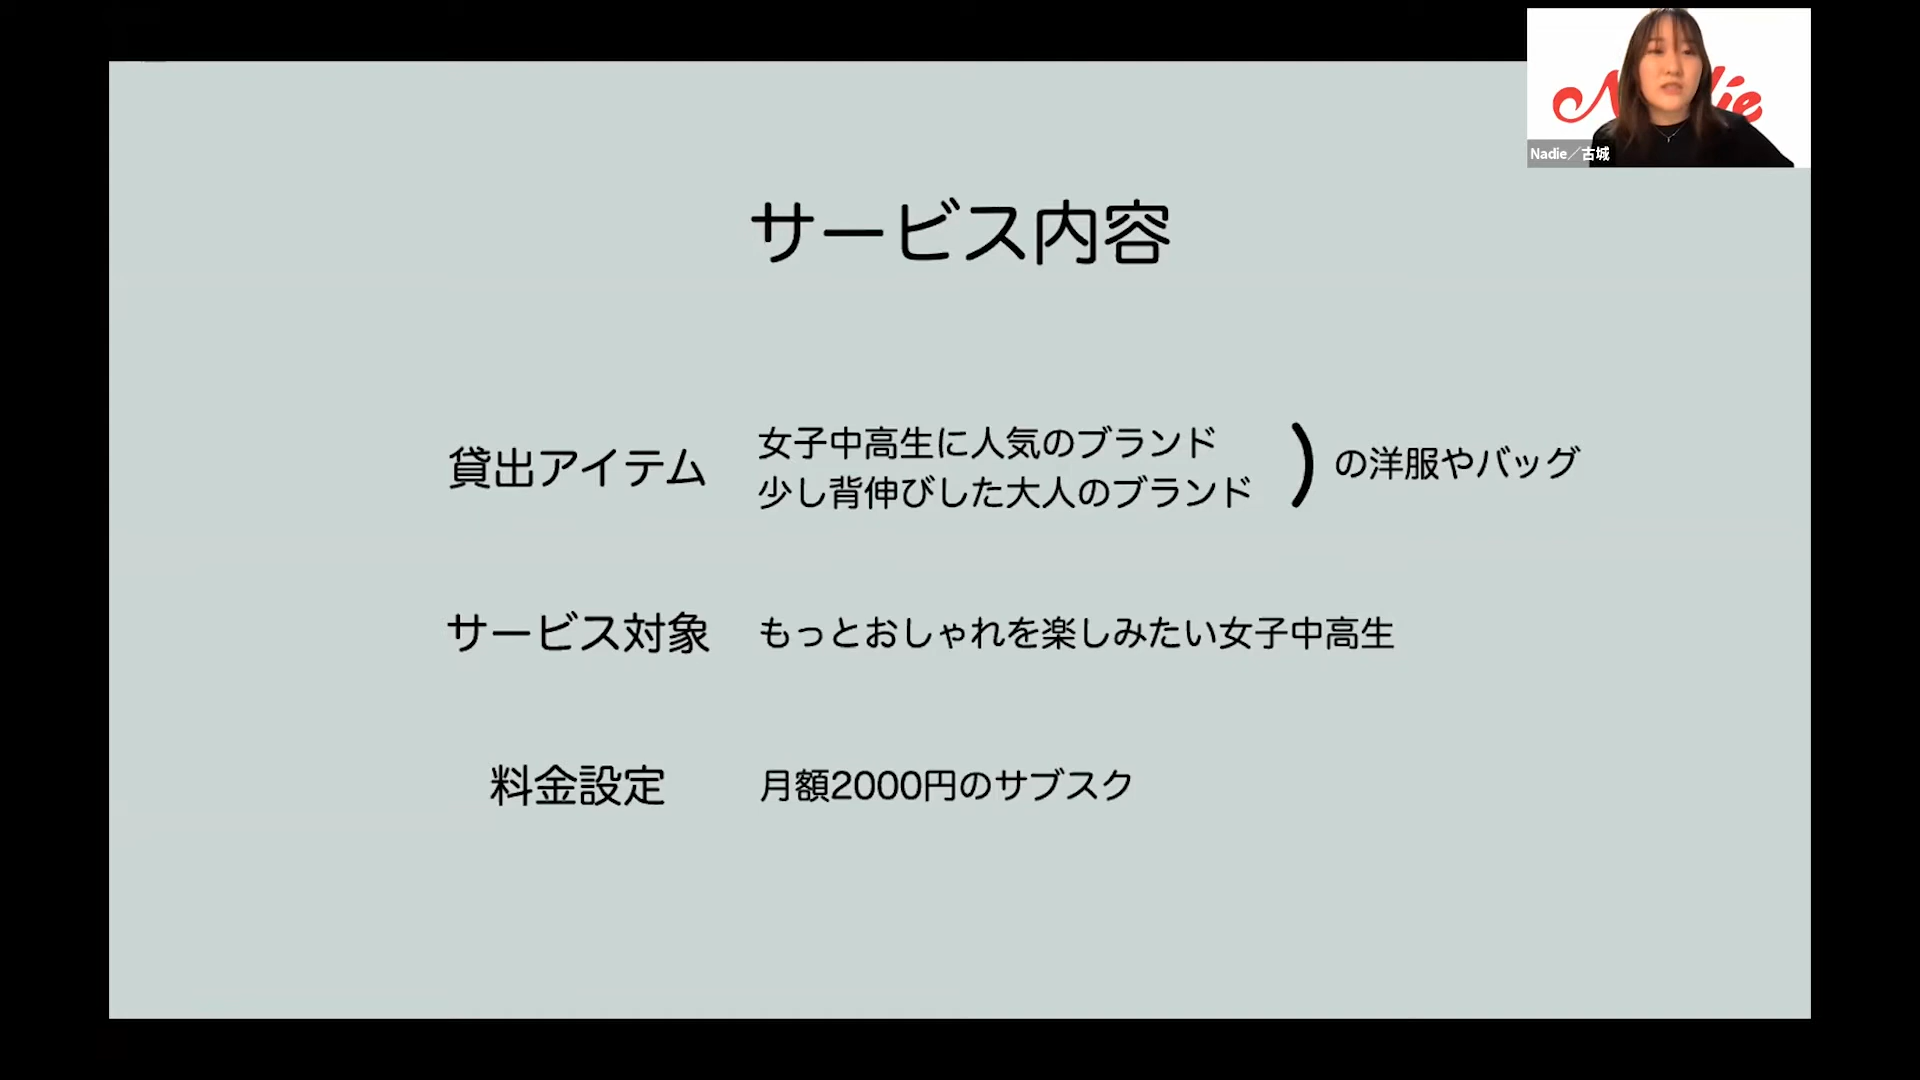 サービス内容
貸出アイテム
女子中高生に人気のブランド
少し背伸びした大人のブランド
)の洋服やバッグ
サービス対象
もっとおしゃれを楽しみたい女子中高生
料金設定
月額2000円のサブスク
Nadie／古城